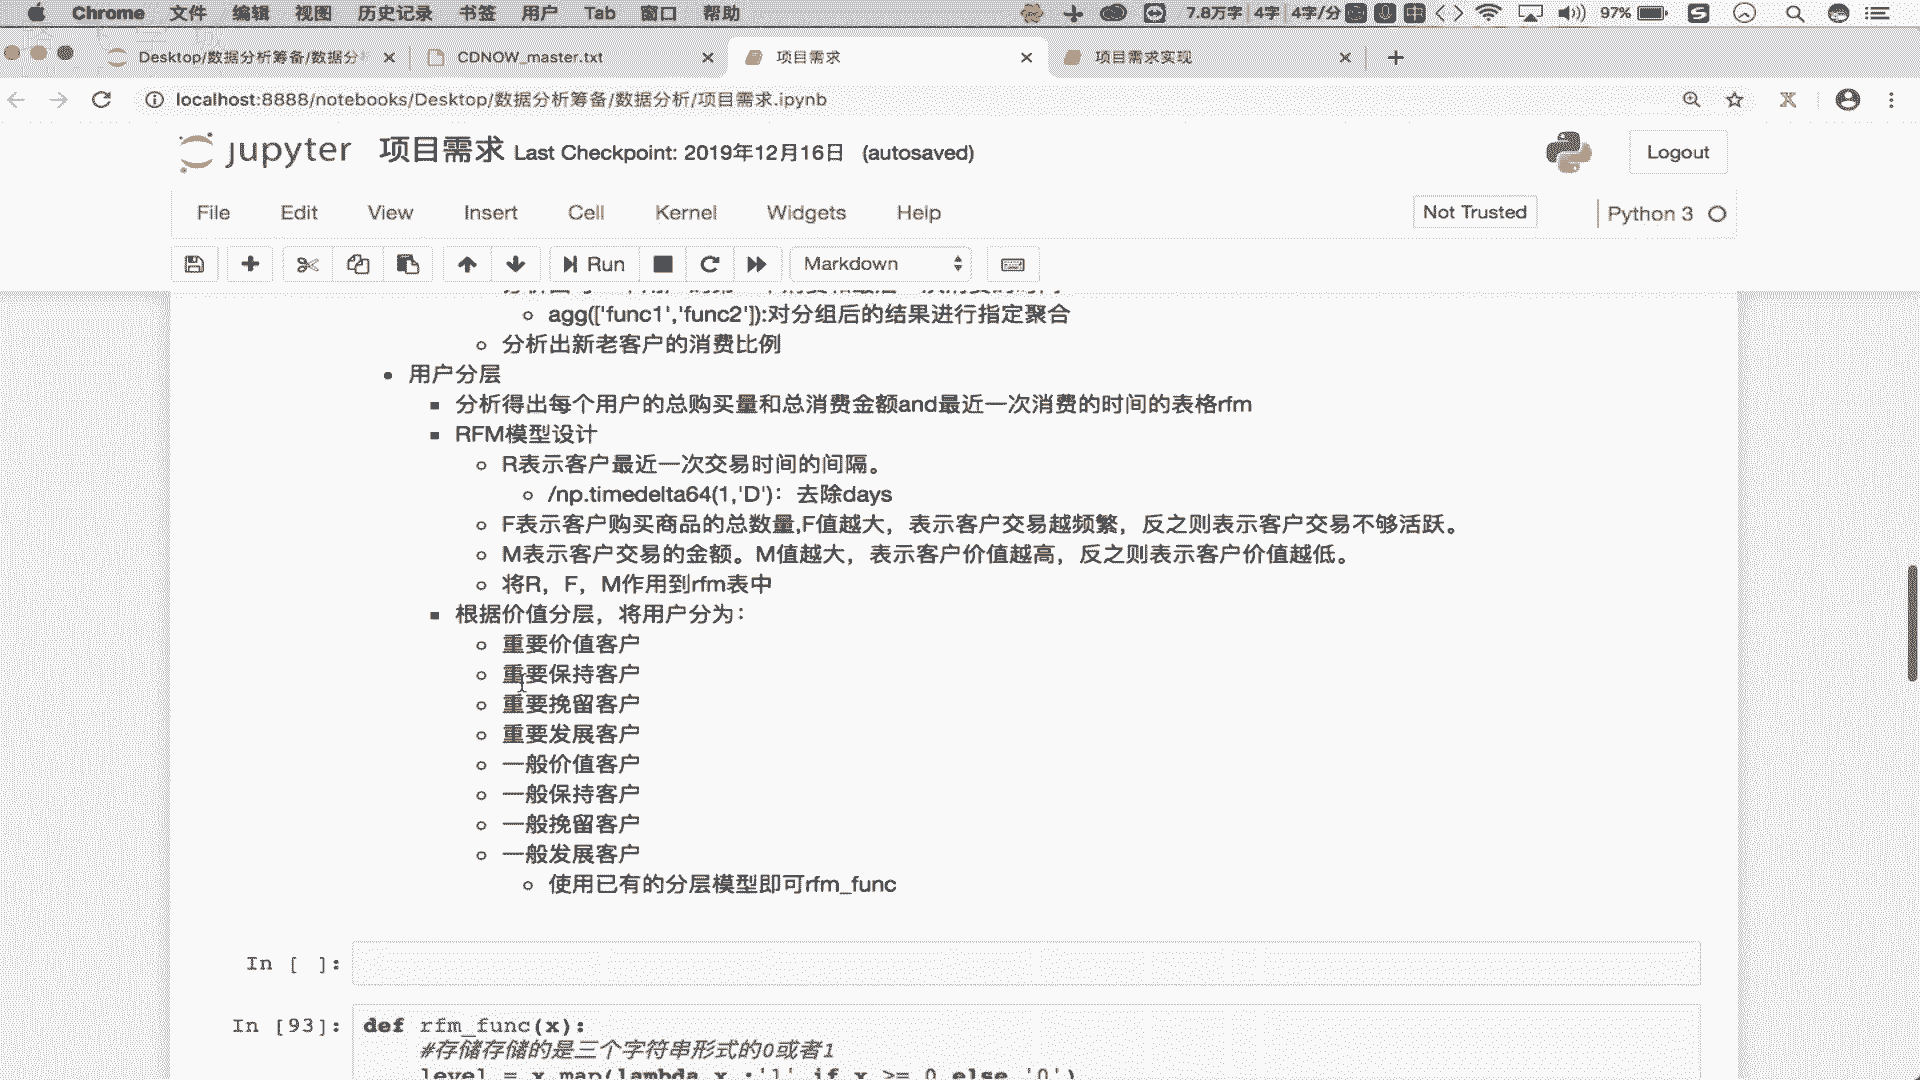 Chrome 文件 编辑 视图 历史记录 书签 用户 Tab 窗口 帮助 7.8万字 4字 4字/分 中 97% S
Desktop/数据分析筹备/数据分 CDNOW_master.txt 项目需求 项目需求实现
localhost:8888/notebooks/Desktop/数据分析筹备/数据分析/项目需求.ipynb
jupyter 项目需求 Last Checkpoint: 2019年12月16日 (autosaved) Logout
File Edit View Insert Cell Kernel Widgets Help Not Trusted Python 3
Run Markdown
agg(['func1','func2']):对分组后的结果进行指定聚合
分析出新老客户的消费比例
用户分层
分析得出每个用户的总购买量和总消费金额and最近一次消费的时间的表格rfm
RFM模型设计
R表示客户最近一次交易时间的间隔。
/np.timedelta64(1,'D')：去除days
F表示客户购买商品的总数量,F值越大，表示客户交易越频繁，反之则表示客户交易不够活跃。
M表示客户交易的金额。M值越大，表示客户价值越高，反之则表示客户价值越低。
将R，F，M作用到rfm表中
根据价值分层，将用户分为：
重要价值客户
重要保持客户
重要挽留客户
重要发展客户
一般价值客户
一般保持客户
一般挽留客户
一般发展客户
使用已有的分层模型即可rfm_func
In [ ]:
In [93]: def rfm_func(x):
#存储存储的是三个字符串形式的0或者1
level = x.map(lambda x :'1' if x >= 0 else '0')